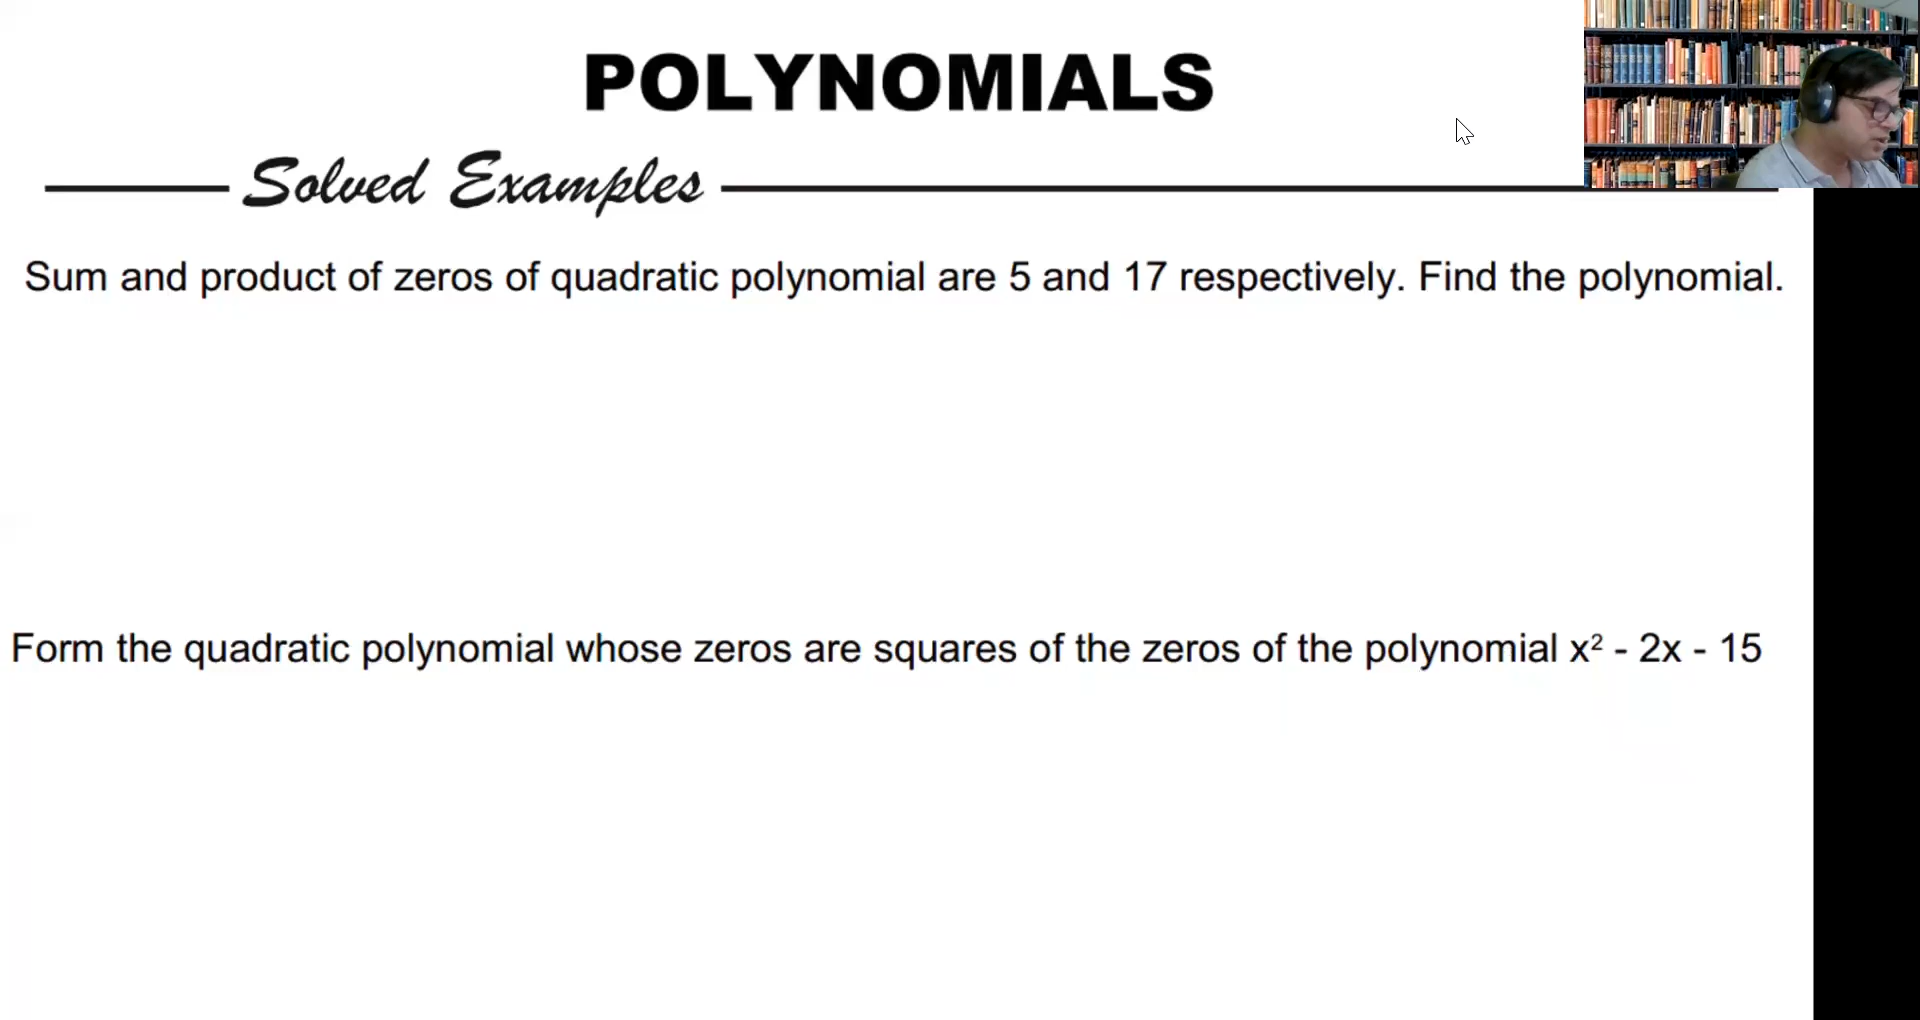 POLYNOMIALS
Solved Examples
Sum and product of zeros of quadratic polynomial are 5 and 17 respectively. Find the polynomial.
Form the quadratic polynomial whose zeros are squares of the zeros of the polynomial x² - 2x - 15